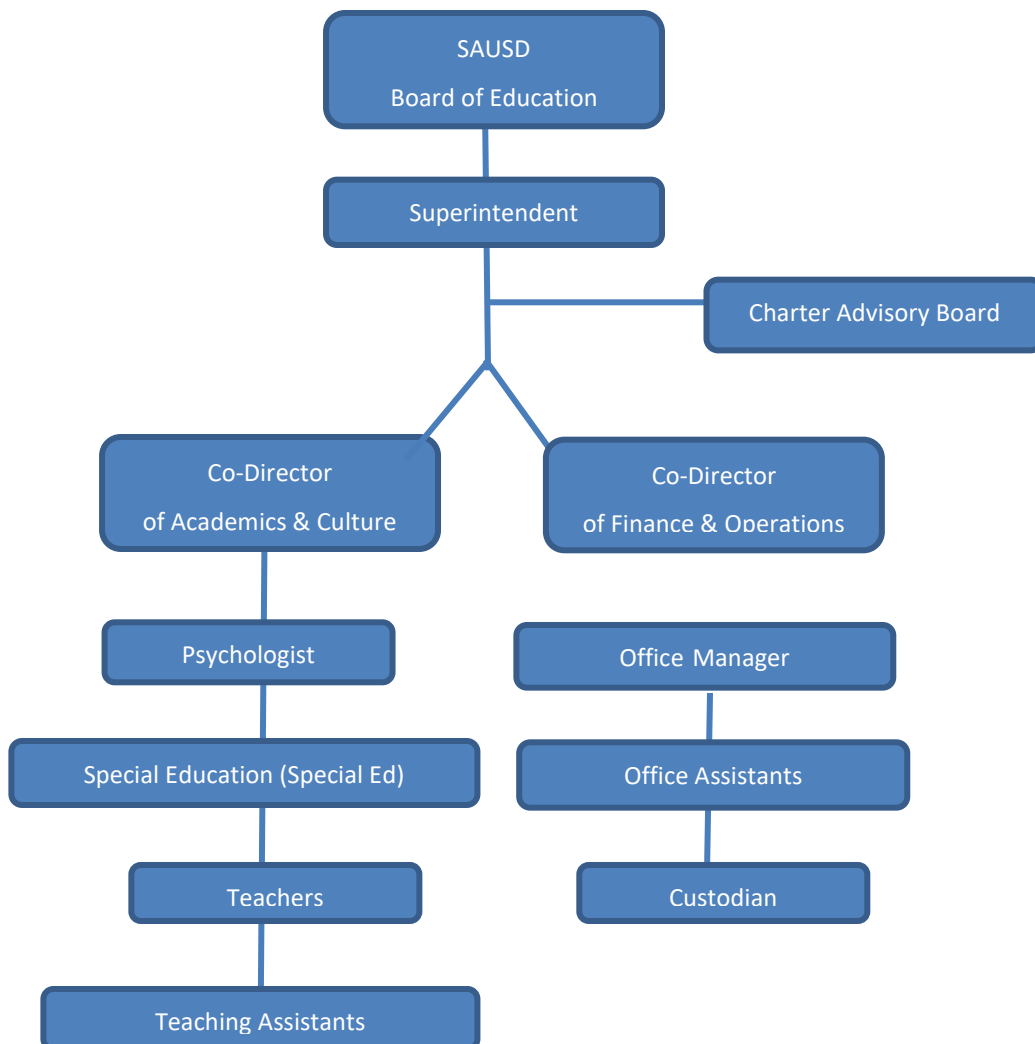 SAUSD
Board of Education
Superintendent
Charter Advisory Board
Co-Director
of Academics & Culture
Co-Director
of Finance & Operations
Psychologist
Office Manager
Special Education (Special Ed)
Office Assistants
Teachers
Custodian
Teaching Assistants